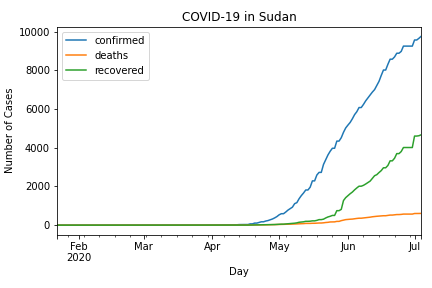 COVID-19 in Sudan
confirmed
deaths
recovered
Number of Cases
10000
8000
6000
4000
2000
0
Feb
2020
Mar
Apr
May
Jun
Jul
Day